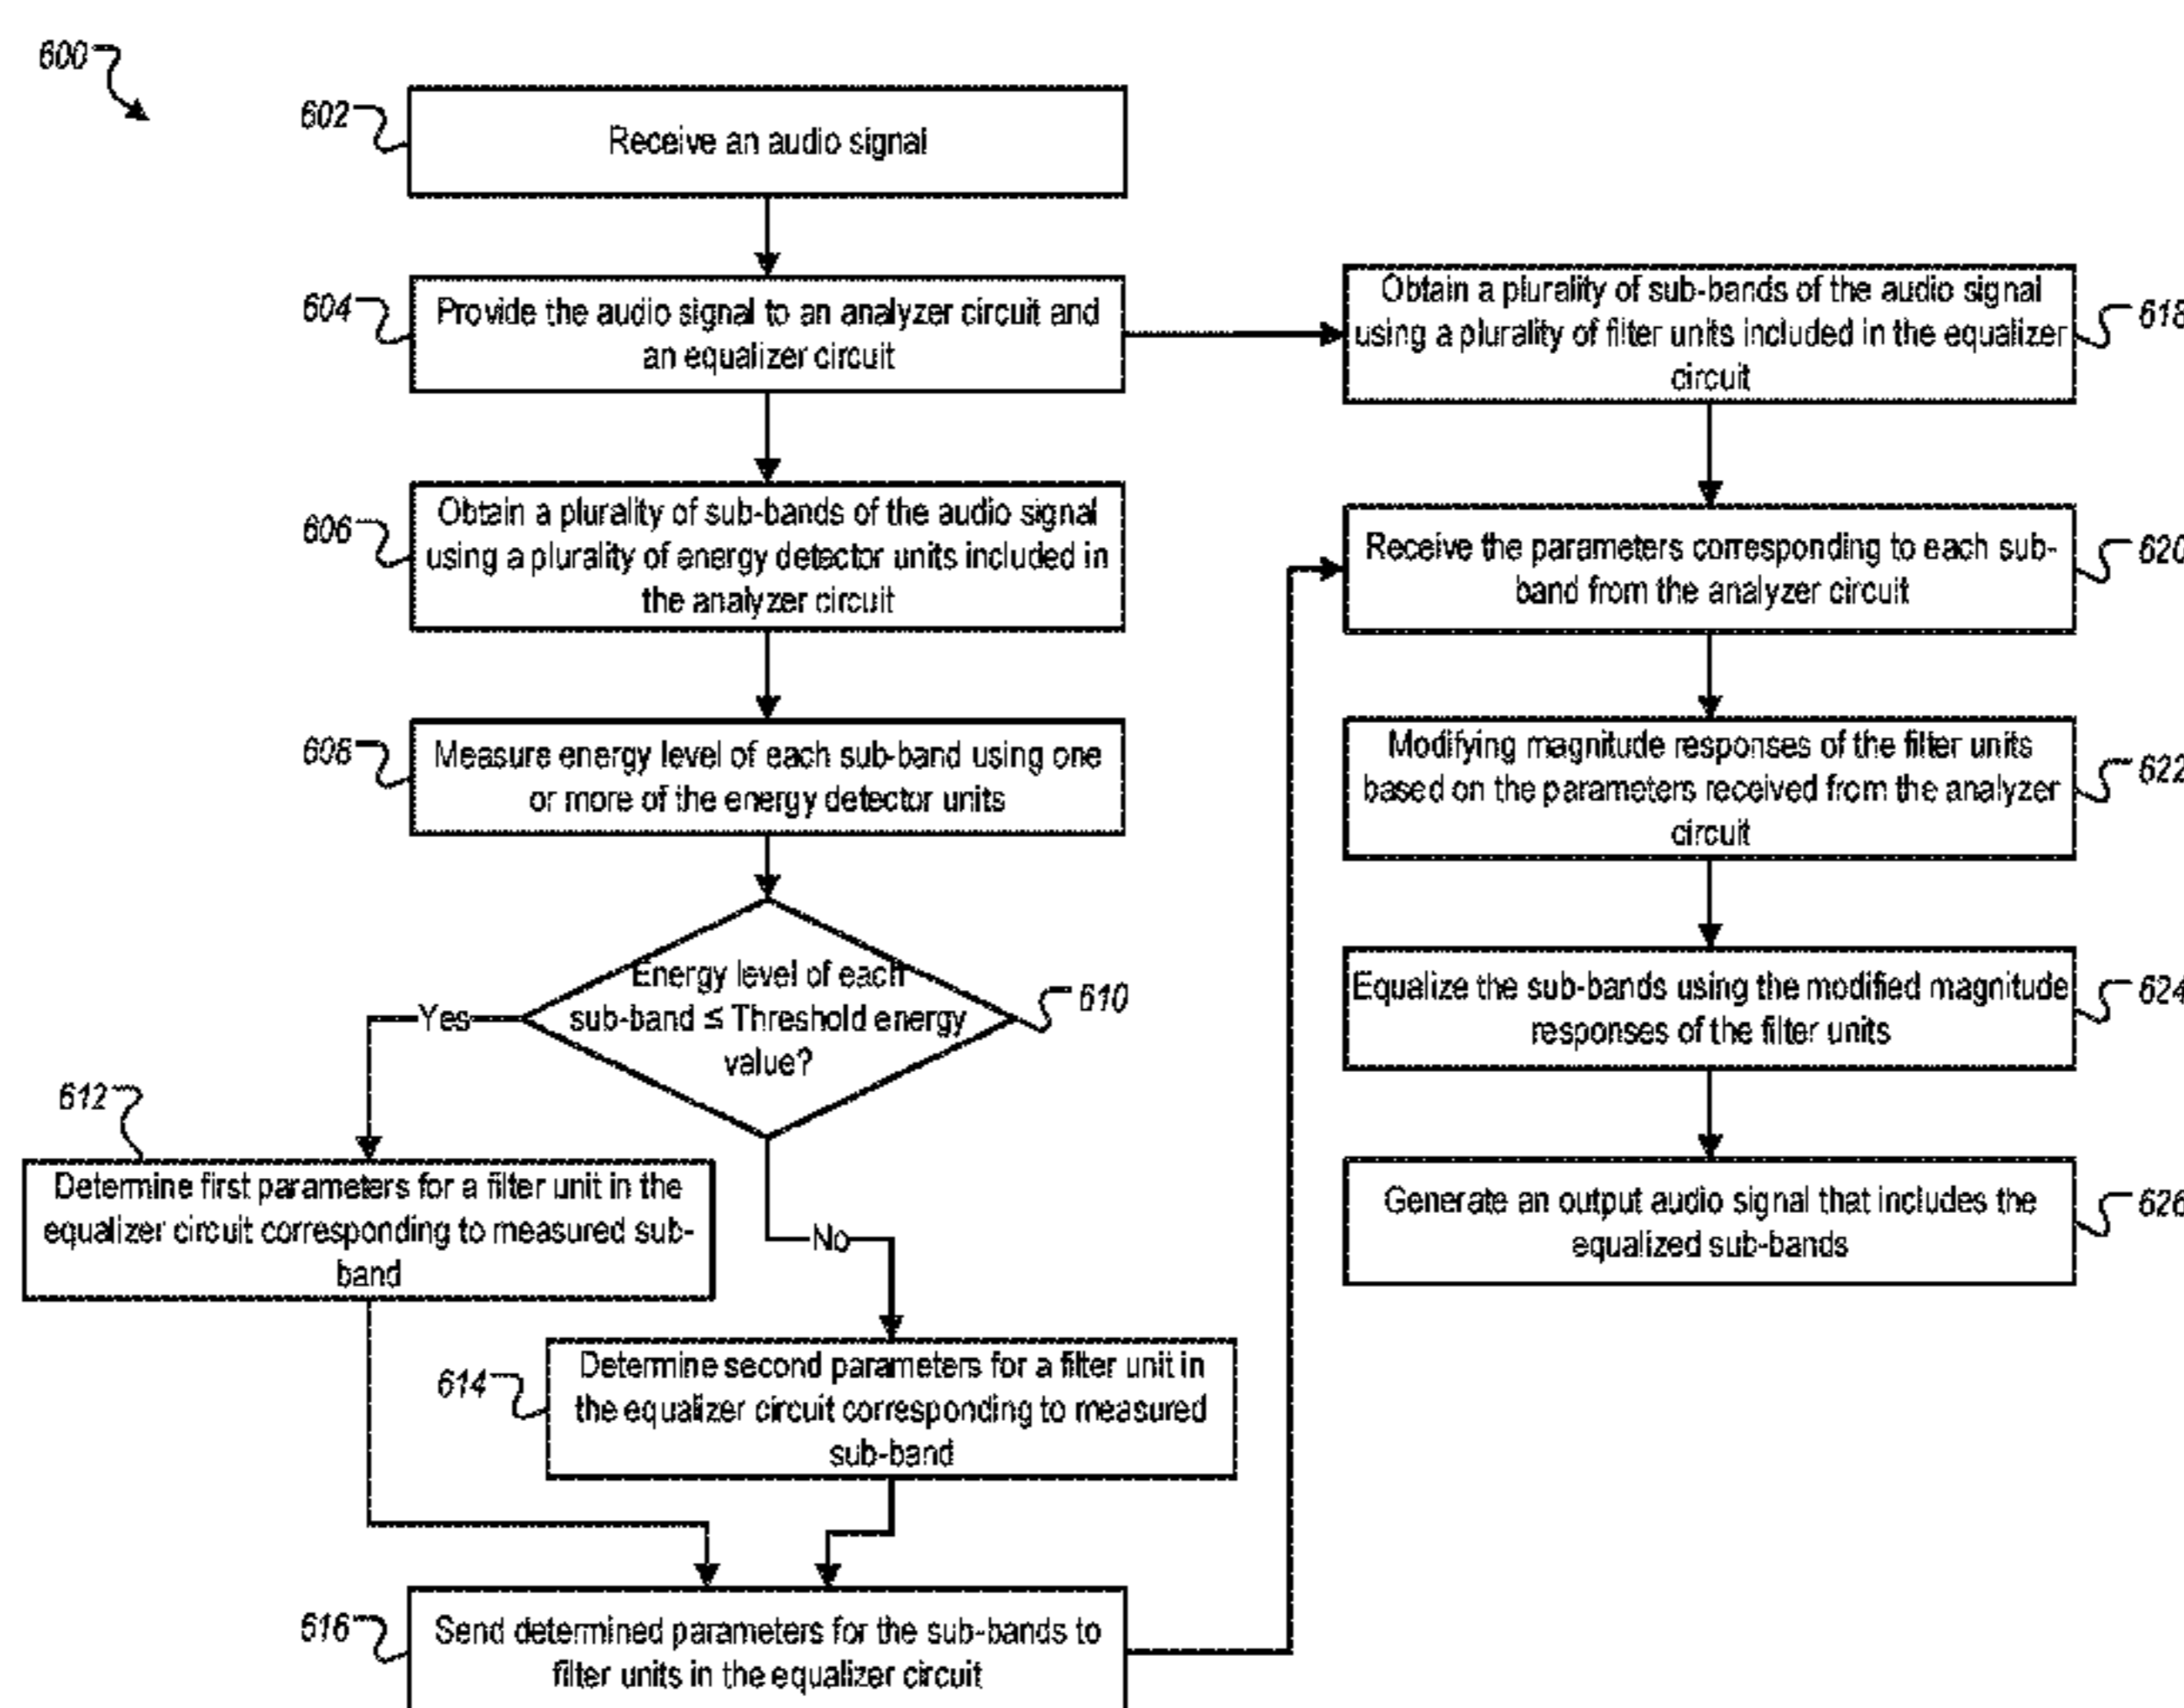 600
602
Receive an audio signal
604
Provide the audio signal to an analyzer circuit and
an equalizer circuit
606
Obtain a plurality of sub-bands of the audio signal
using a plurality of energy detector units included in
the analyzer circuit
608
Measure energy level of each sub-band using one
or more of the energy detector units
Energy level of each
sub-band ≤ Threshold energy
value?
610
Yes
No
612
Determine first parameters for a filter unit in the
equalizer circuit corresponding to measured sub-
band
614
Determine second parameters for a filter unit in
the equalizer circuit corresponding to measured
sub-band
616
Send determined parameters for the sub-bands to
filter units in the equalizer circuit
Obtain a plurality of sub-bands of the audio signal
using a plurality of filter units included in the equalizer
circuit
618
Receive the parameters corresponding to each sub-
band from the analyzer circuit
620
Modifying magnitude responses of the filter units
based on the parameters received from the analyzer
circuit
622
Equalize the sub-bands using the modified magnitude
responses of the filter units
624
Generate an output audio signal that includes the
equalized sub-bands
626